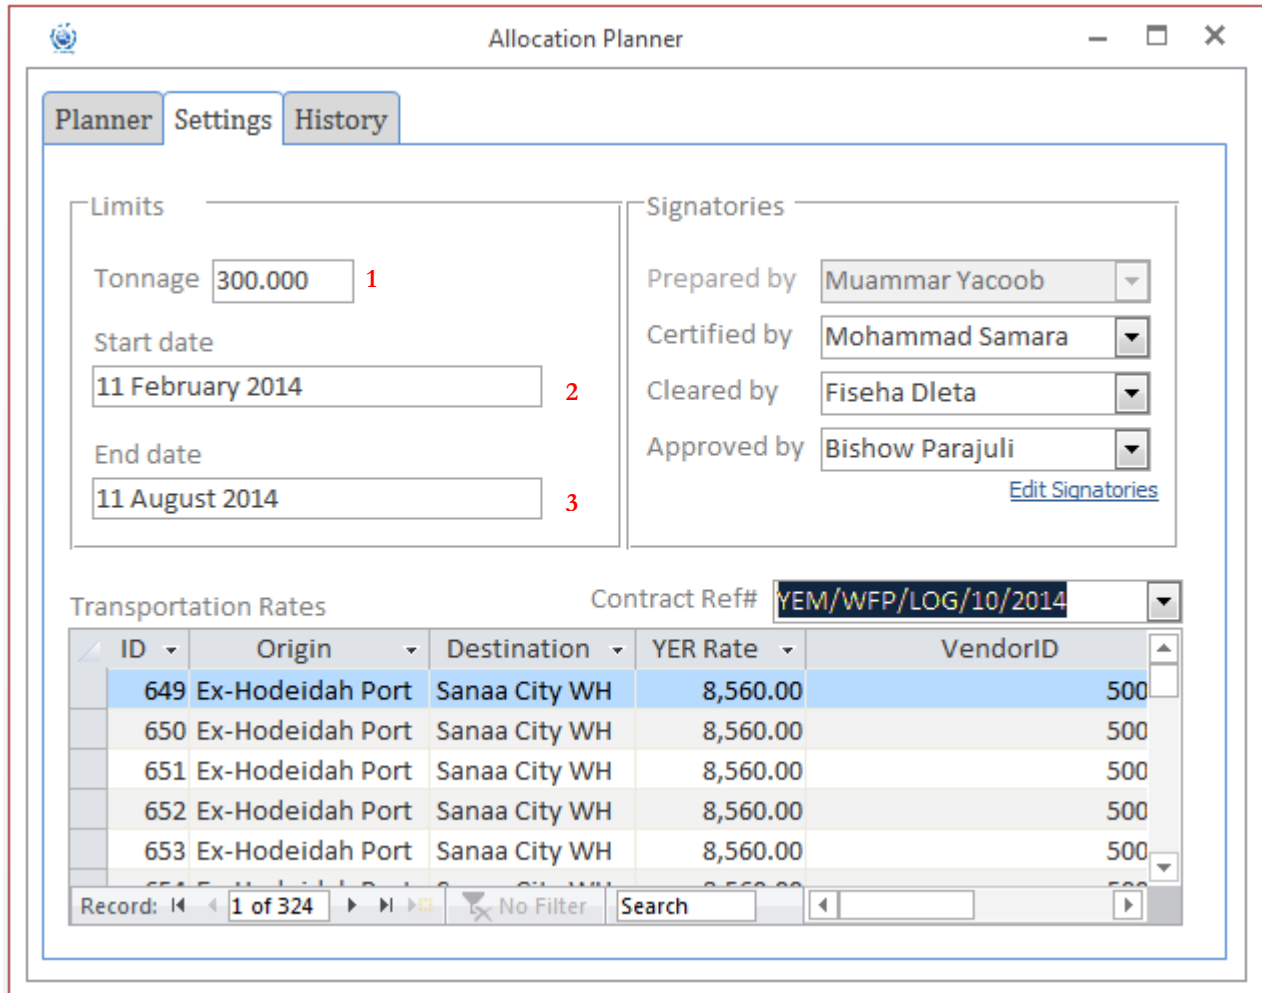 Allocation Planner
Planner Settings History
Limits
Tonnage 300.000 1
Start date
11 February 2014 2
End date
11 August 2014 3
Signatories
Prepared by Muammar Yacoob
Certified by Mohammad Samara
Cleared by Fiseha Dleta
Approved by Bishow Parajuli
Edit Signatories
Transportation Rates Contract Ref# YEM/WFP/LOG/10/2014
ID Origin Destination YER Rate VendorID
649 Ex-Hodeidah Port Sanaa City WH 8,560.00 500
650 Ex-Hodeidah Port Sanaa City WH 8,560.00 500
651 Ex-Hodeidah Port Sanaa City WH 8,560.00 500
652 Ex-Hodeidah Port Sanaa City WH 8,560.00 500
653 Ex-Hodeidah Port Sanaa City WH 8,560.00 500
Record: 1 of 324 No Filter Search